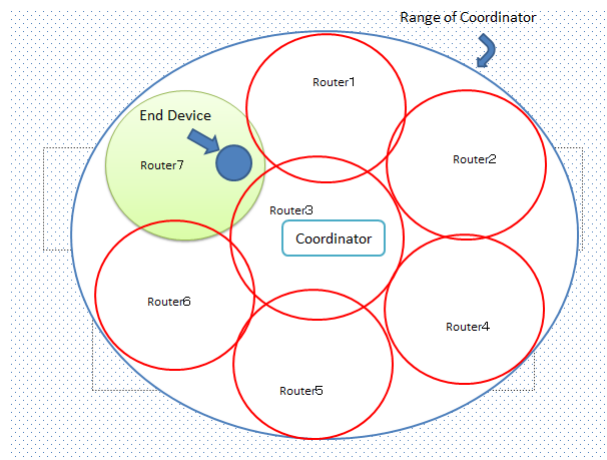 Range of Coordinator
Router1
End Device
Router2
Router7
Router3
Coordinator
Router6
Router4
Router5